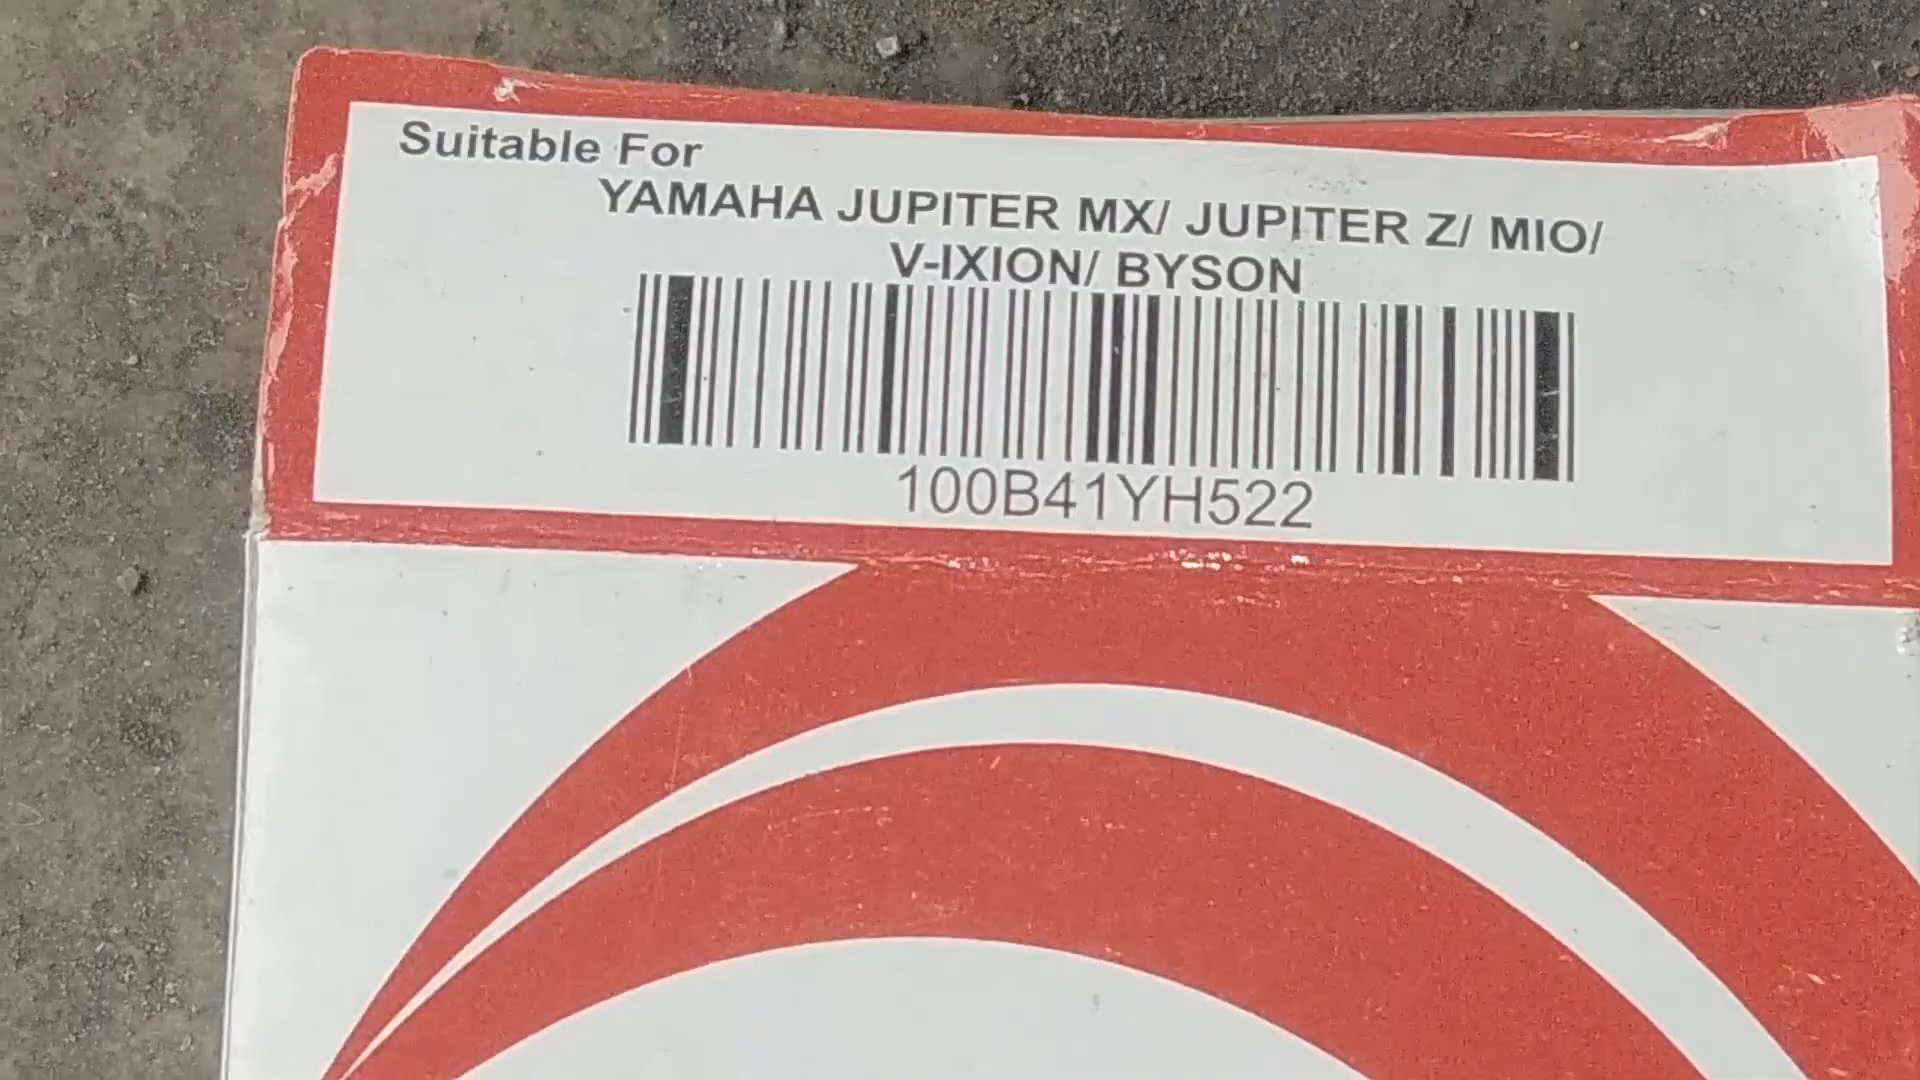 Suitable For
YAMAHA JUPITER MX/ JUPITER Z/ MIO/
V-IXION/ BYSON
100B41YH522